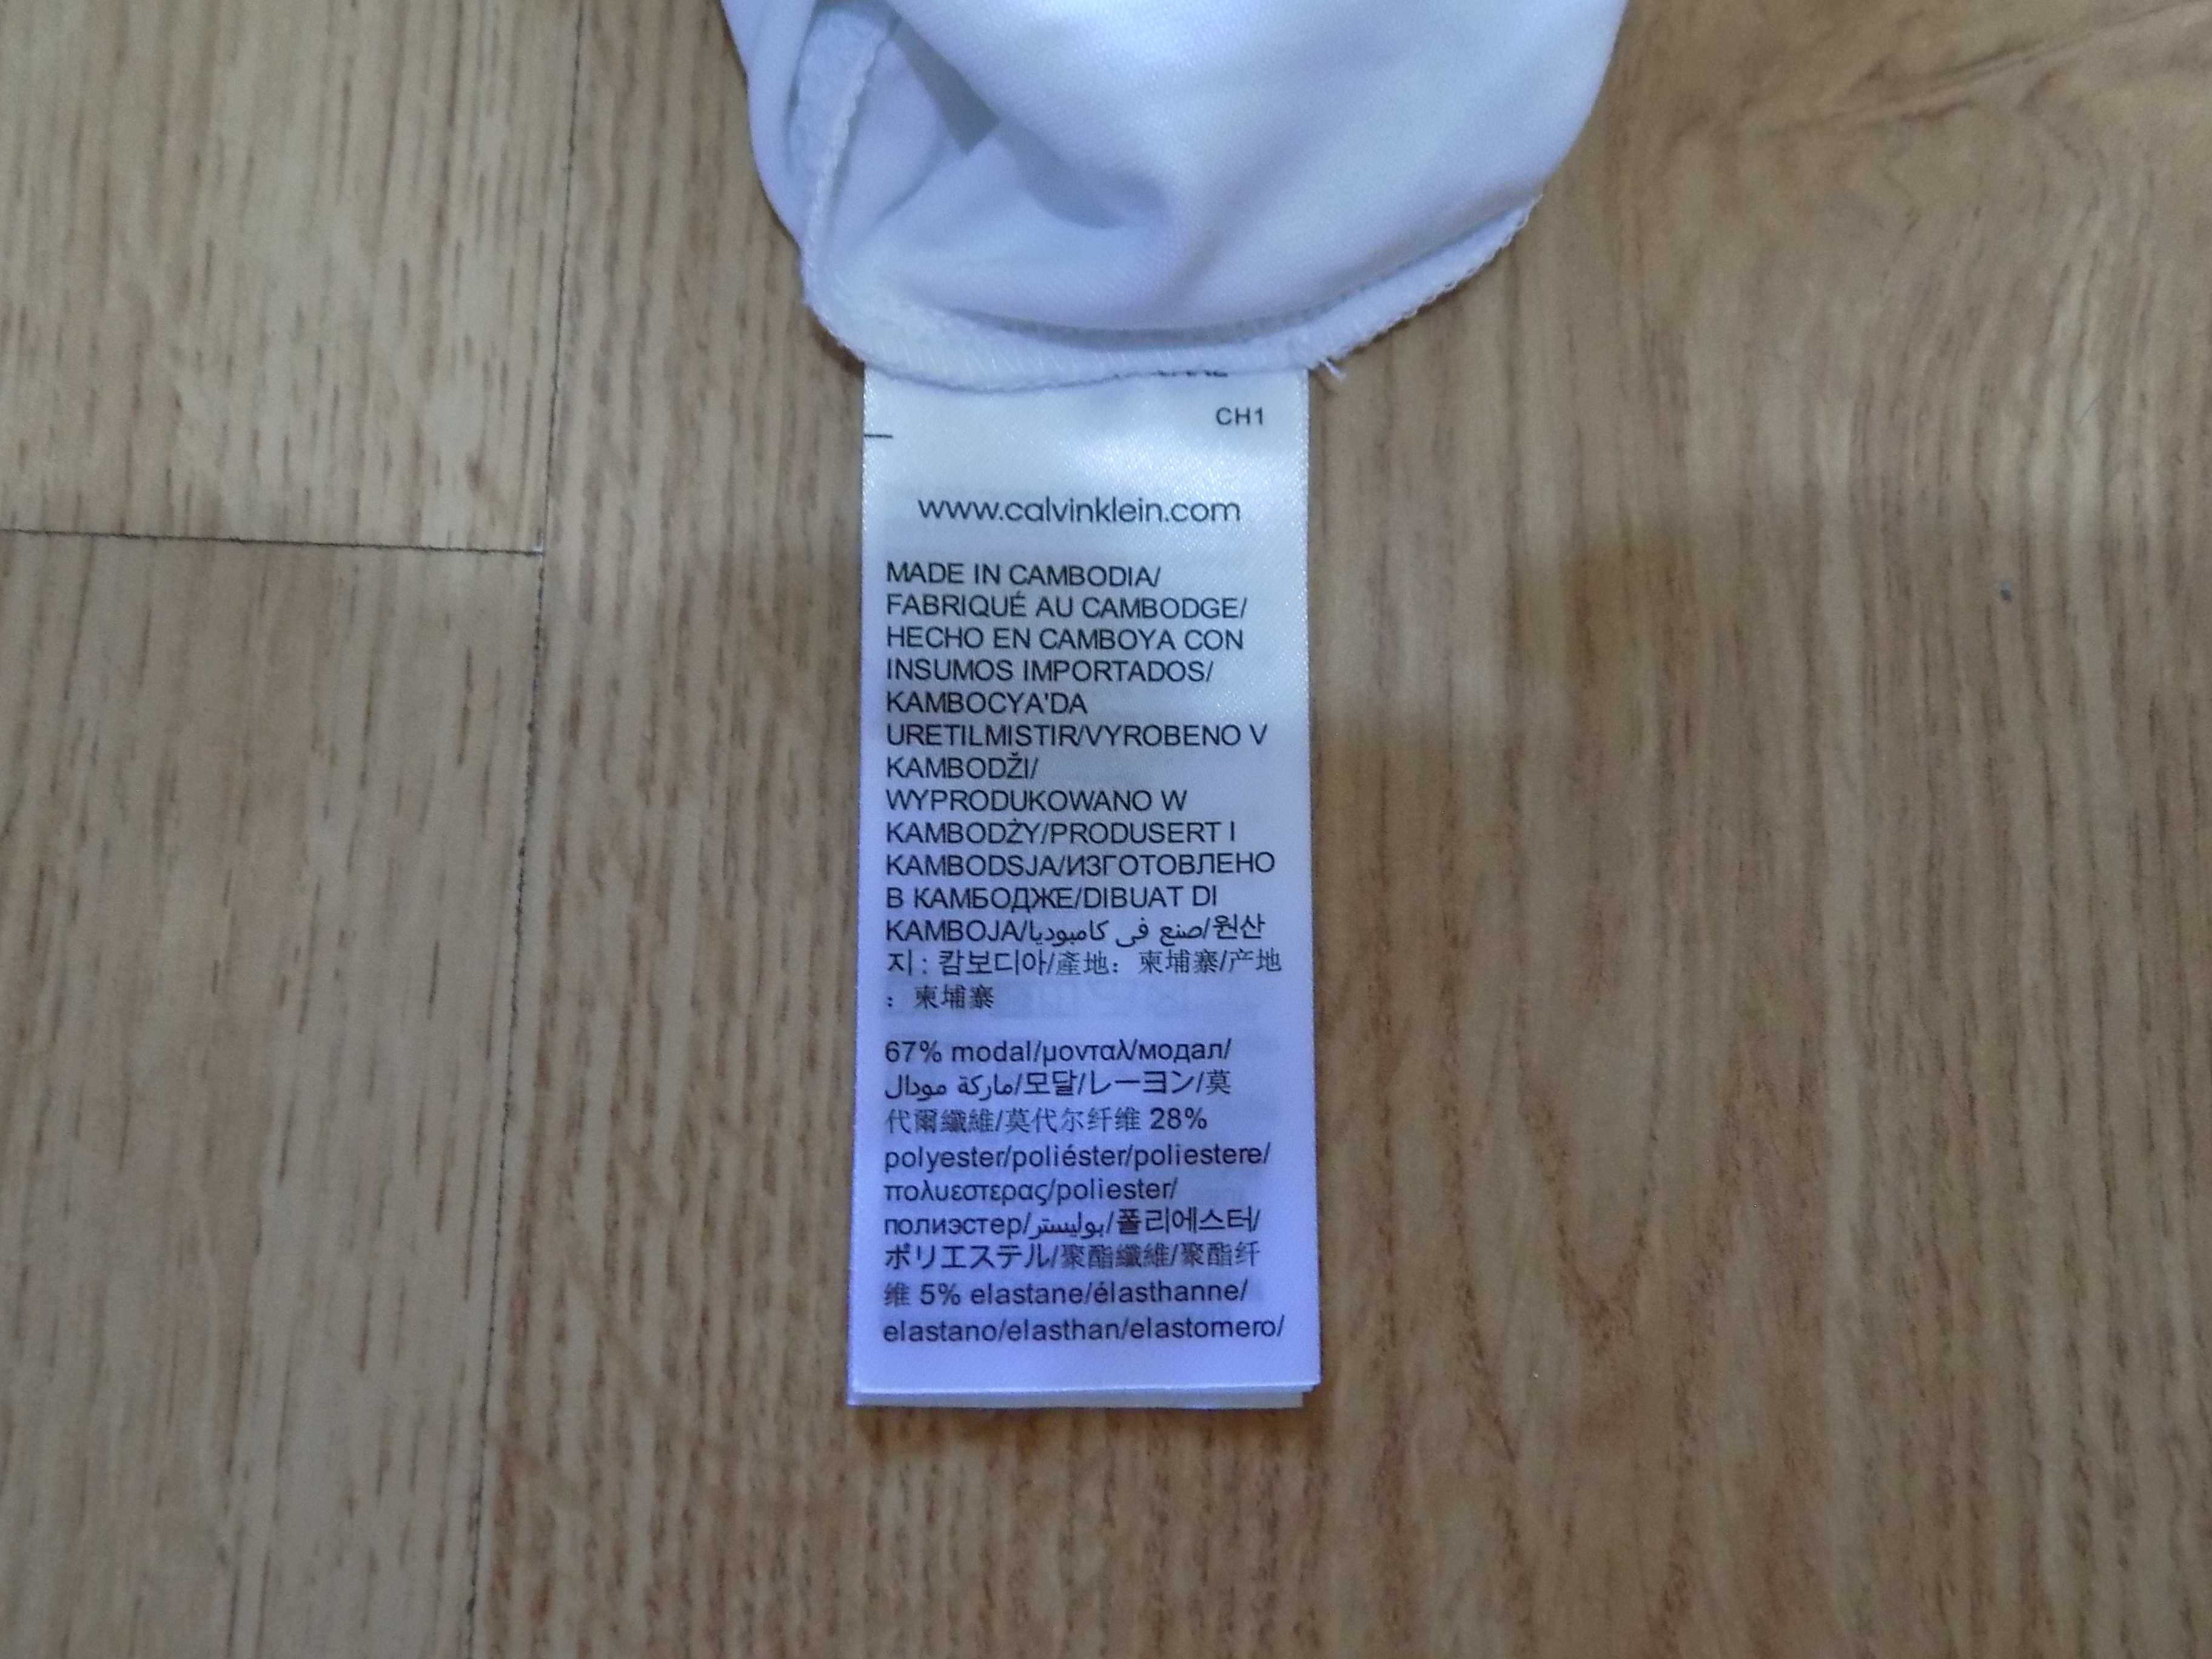 CH1
www.calvinklein.com
MADE IN CAMBODIA/
FABRIQUÉ AU CAMBODGE/
HECHO EN CAMBOYA CON
INSUMOS IMPORTADOS/
KAMBOCYA'DA
URETILMISTIR/VYROBENO V
KAMBODŽI/
WYPRODUKOWANO W
KAMBODŻY/PRODUSERT I
KAMBODSJA/ИЗГОТОВЛЕНО
В КАМБОДЖЕ/DIBUAT DI
KAMBOJA/صنع في كامبوديا/원산
지 : 캄보디아/產地： 柬埔寨/产地
： 柬埔寨
67% modal/μονταλ/модал/
ماركة مودال/모달/レーヨン/莫
代爾纖維/莫代尔纤维 28%
polyester/poliéster/poliestere/
πολυεστερας/poliester/
полиэстер/بوليستر/폴리에스터/
ポリエステル/聚酯纖維/聚酯纤
维 5% elastane/élasthanne/
elastano/elasthan/elastomero/